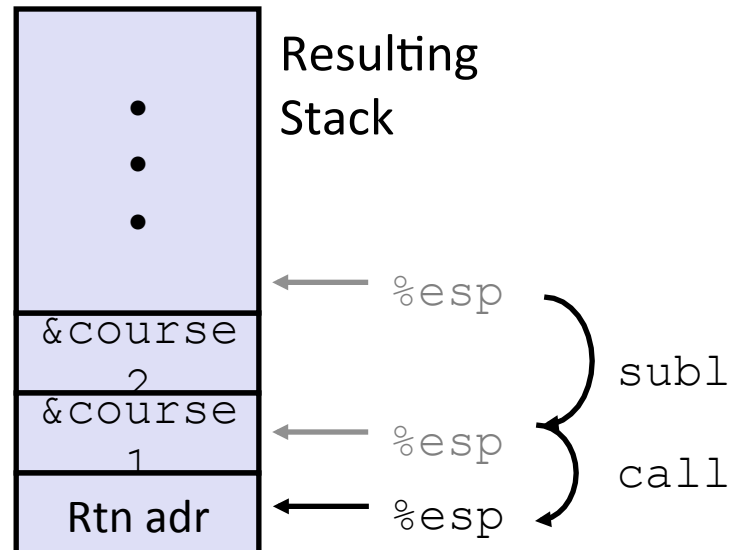 Resulting
Stack
%esp
&course
2
subl
&course
1
%esp
call
Rtn adr
%esp